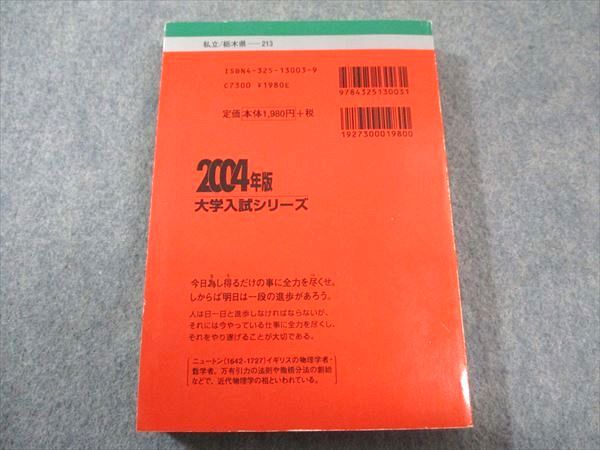 私立/栃木県——213
ISBN4-325-13003-9
C7300 ¥1980E
定価 本体1,980円+税
9784325130031
1927300019800
2004年版
大学入試シリーズ
今日為し得るだけの事に全力を尽くせ。
しからば明日は一段の進歩があろう。
人は日一日と進歩しなければならないが、
それには今やっている仕事に全力を尽くし、
それをやり遂げることが大切である。
ニュートン(1642-1727)イギリスの物理学者・
数学者。万有引力の法則や微積分法の創始
などで、近代物理学の祖といわれている。